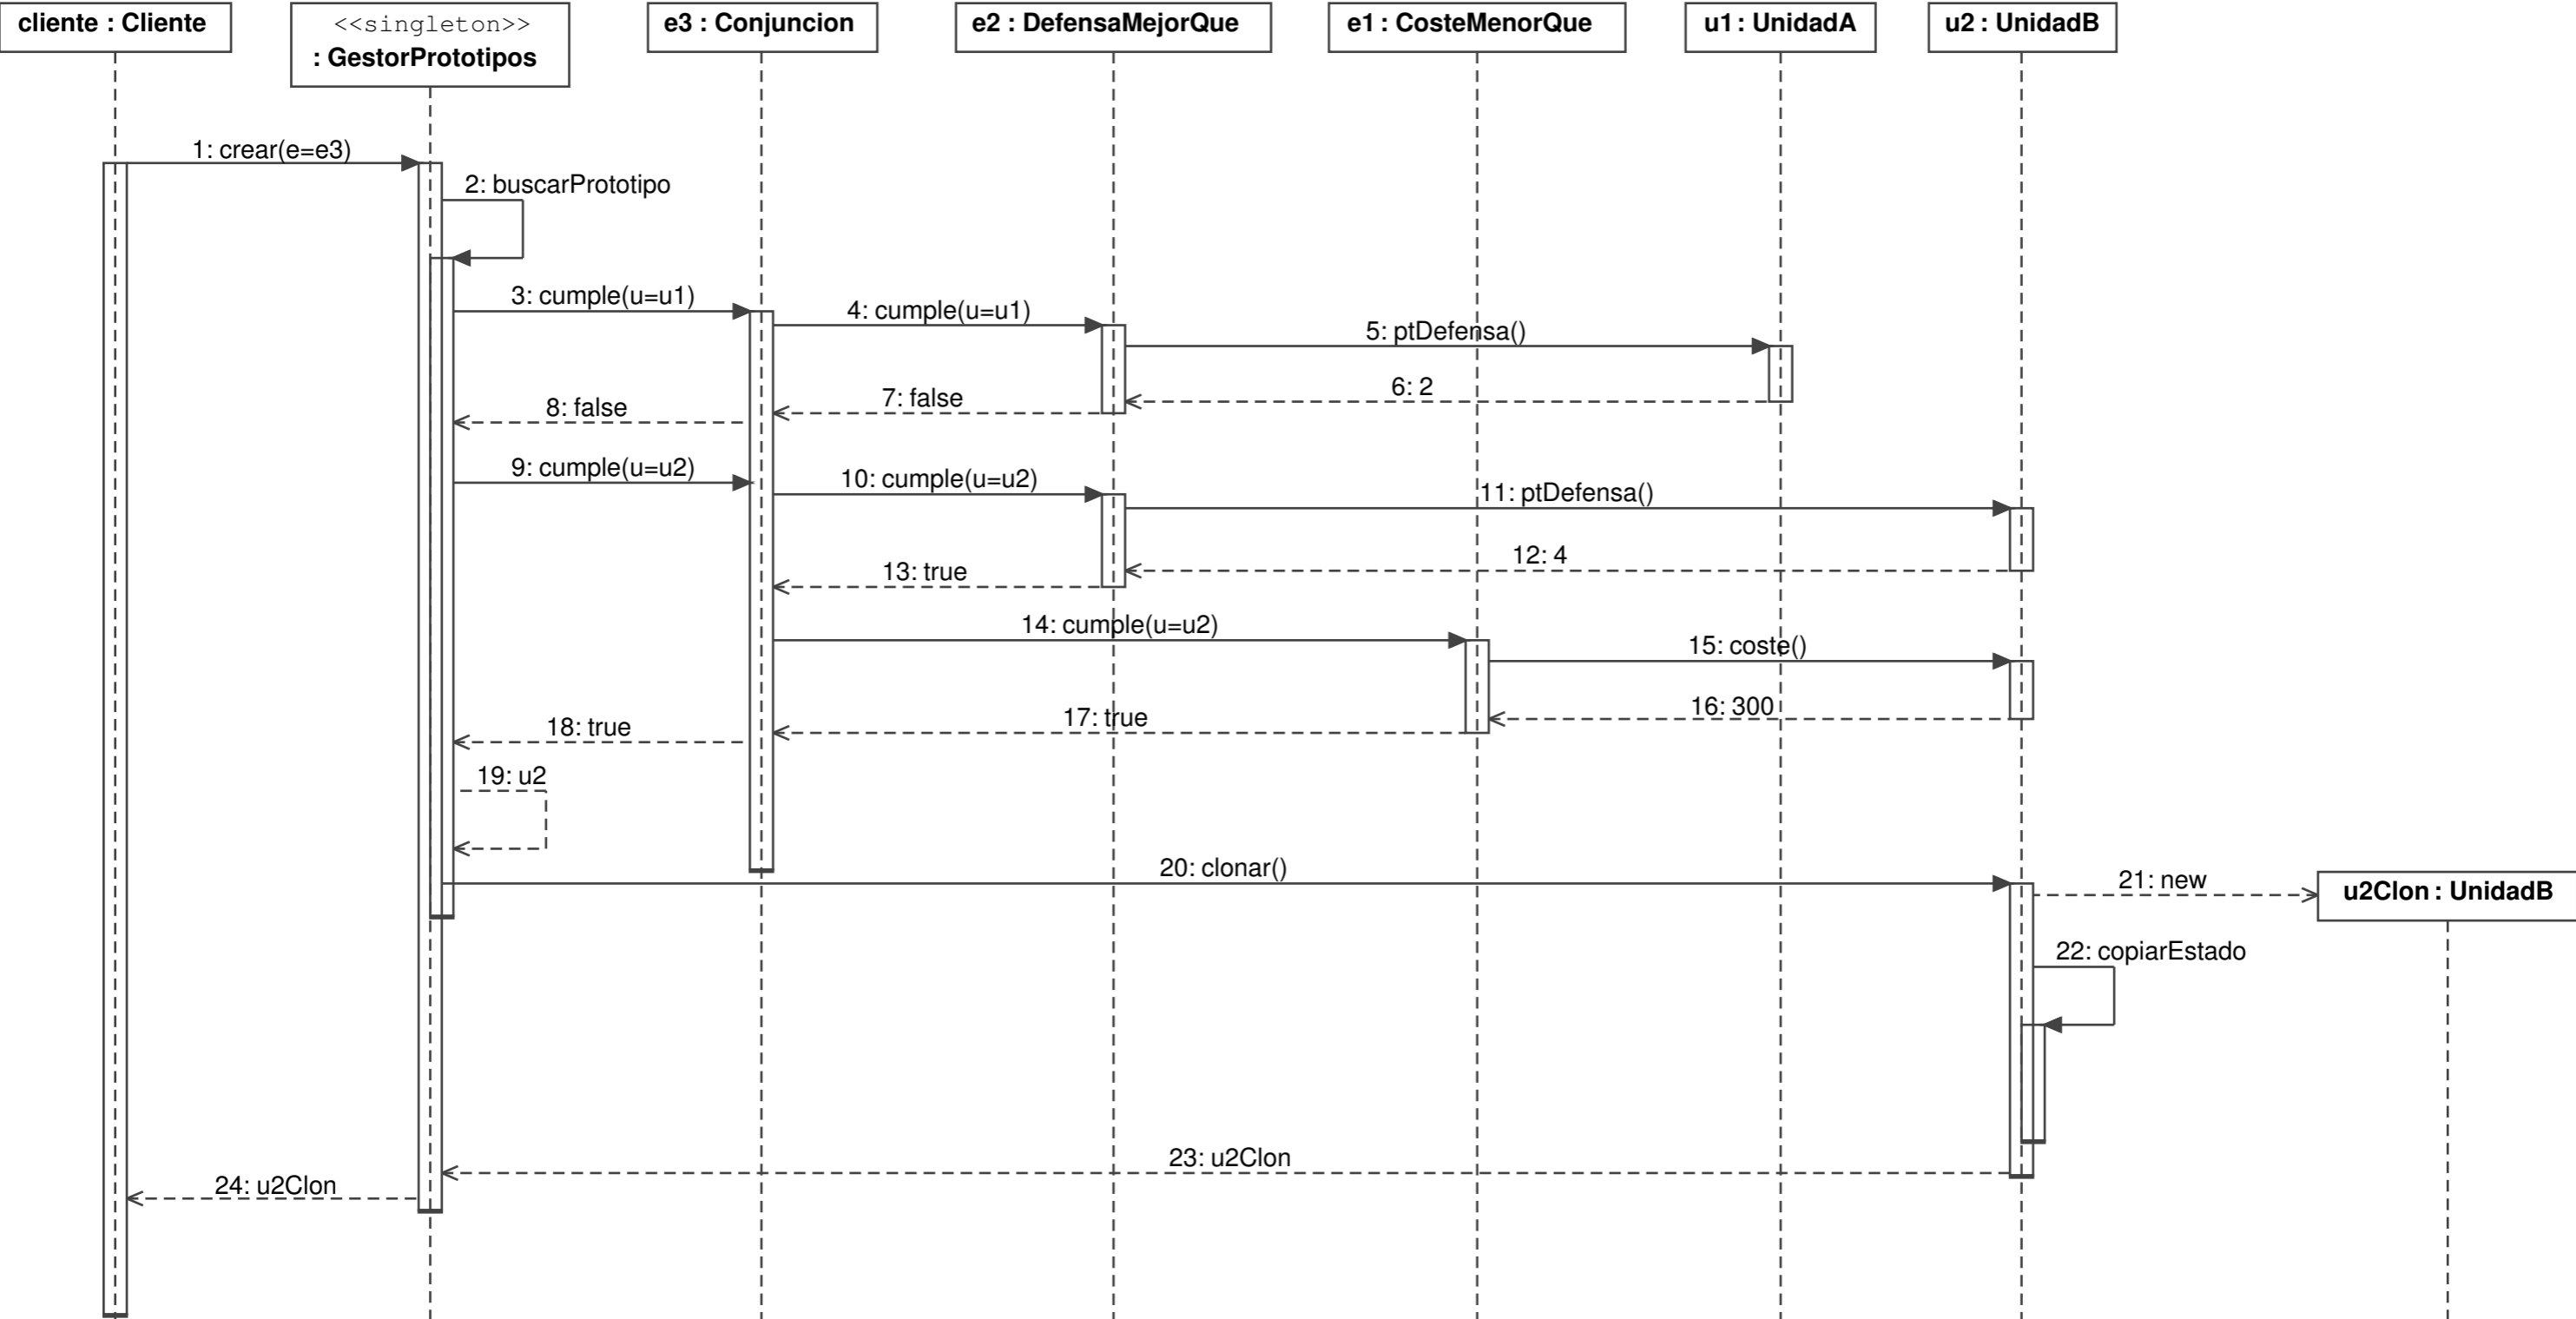 cliente : Cliente
<<singleton>>
: GestorPrototipos
e3 : Conjuncion
e2 : DefensaMejorQue
e1 : CosteMenorQue
u1 : UnidadA
u2 : UnidadB
1: crear(e=e3)
2: buscarPrototipo
3: cumple(u=u1)
4: cumple(u=u1)
5: ptDefensa()
6: 2
7: false
8: false
9: cumple(u=u2)
10: cumple(u=u2)
11: ptDefensa()
12: 4
13: true
14: cumple(u=u2)
15: coste()
16: 300
17: true
18: true
19: u2
20: clonar()
21: new
u2Clon : UnidadB
22: copiarEstado
23: u2Clon
24: u2Clon